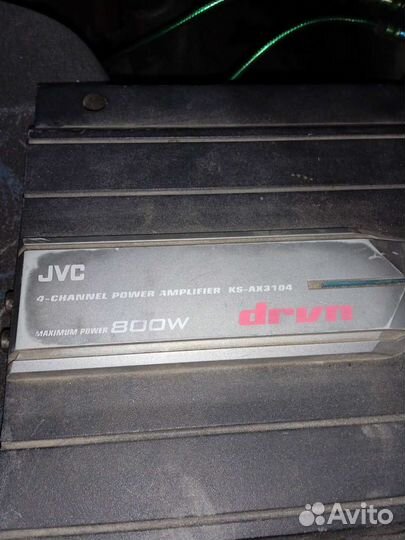 JVC
4-CHANNEL POWER AMPLIFIER KS-AX3104
MAXIMUM POWER 800W
drvn
Avito